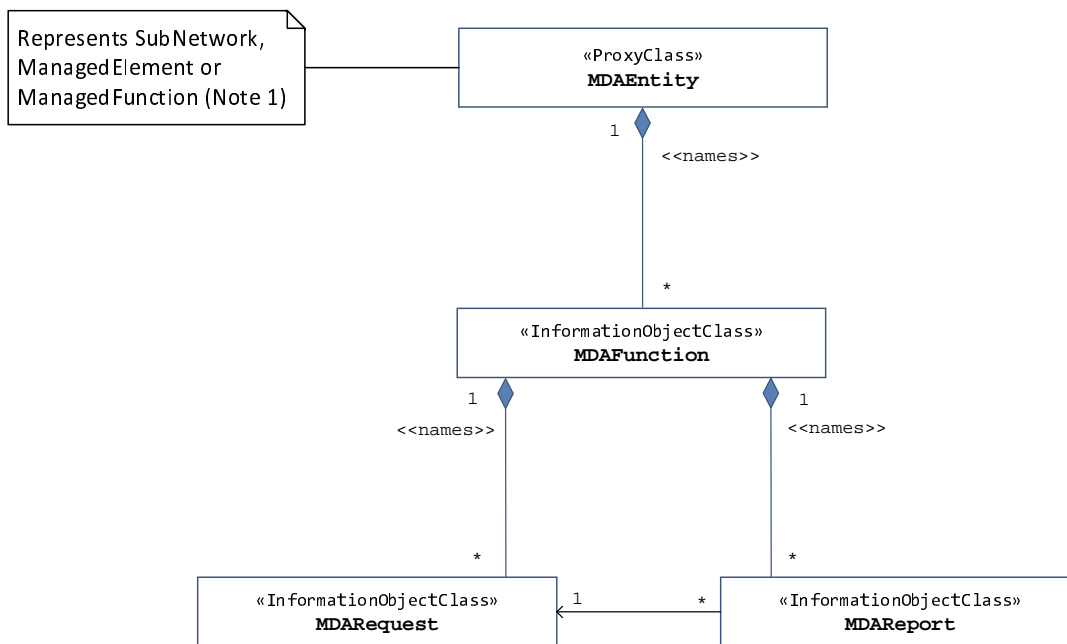 Represents SubNetwork,
ManagedElement or
ManagedFunction (Note 1)
«ProxyClass»
MDAEntity
1
<<names>>
*
«InformationObjectClass»
MDAFunction
1
<<names>>
1
<<names>>
*
*
«InformationObjectClass»
MDARequest
1
*
«InformationObjectClass»
MDAReport